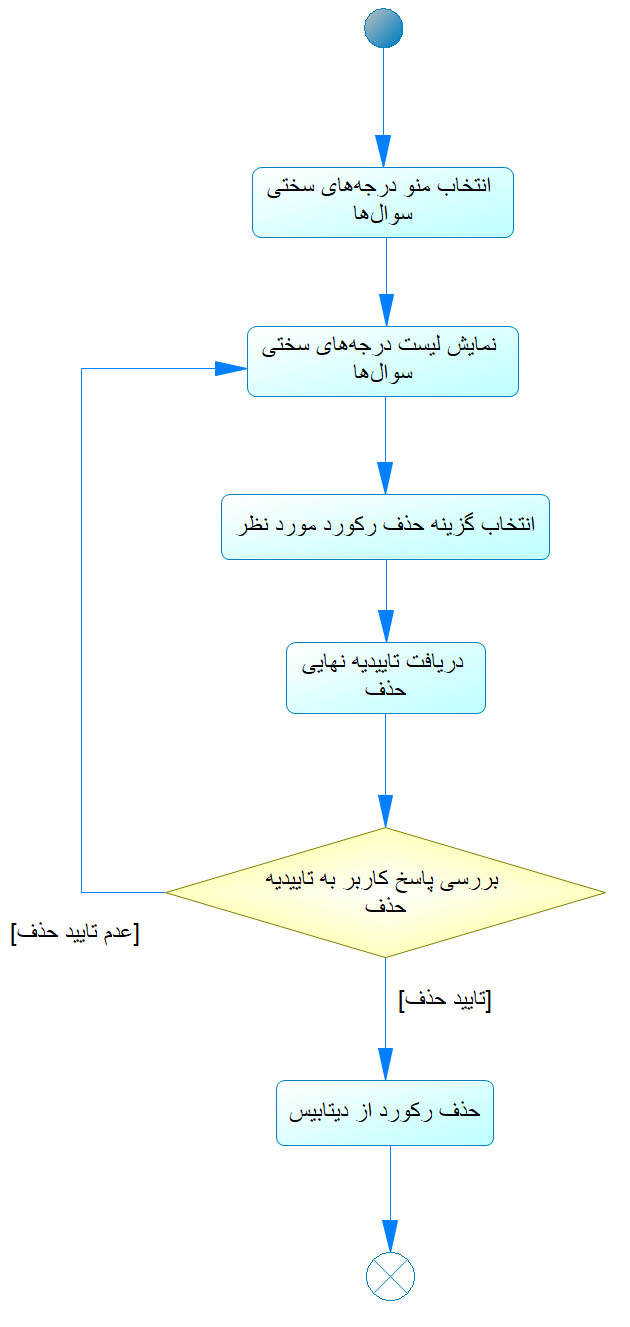 انتخاب منو درجه‌های سختی
سوال‌ها
نمایش لیست درجه‌های سختی
سوال‌ها
انتخاب گزینه حذف رکورد مورد نظر
دریافت تاییدیه نهایی
حذف
بررسی پاسخ کاربر به تاییدیه
حذف
[عدم تایید حذف]
[تایید حذف]
حذف رکورد از دیتابیس